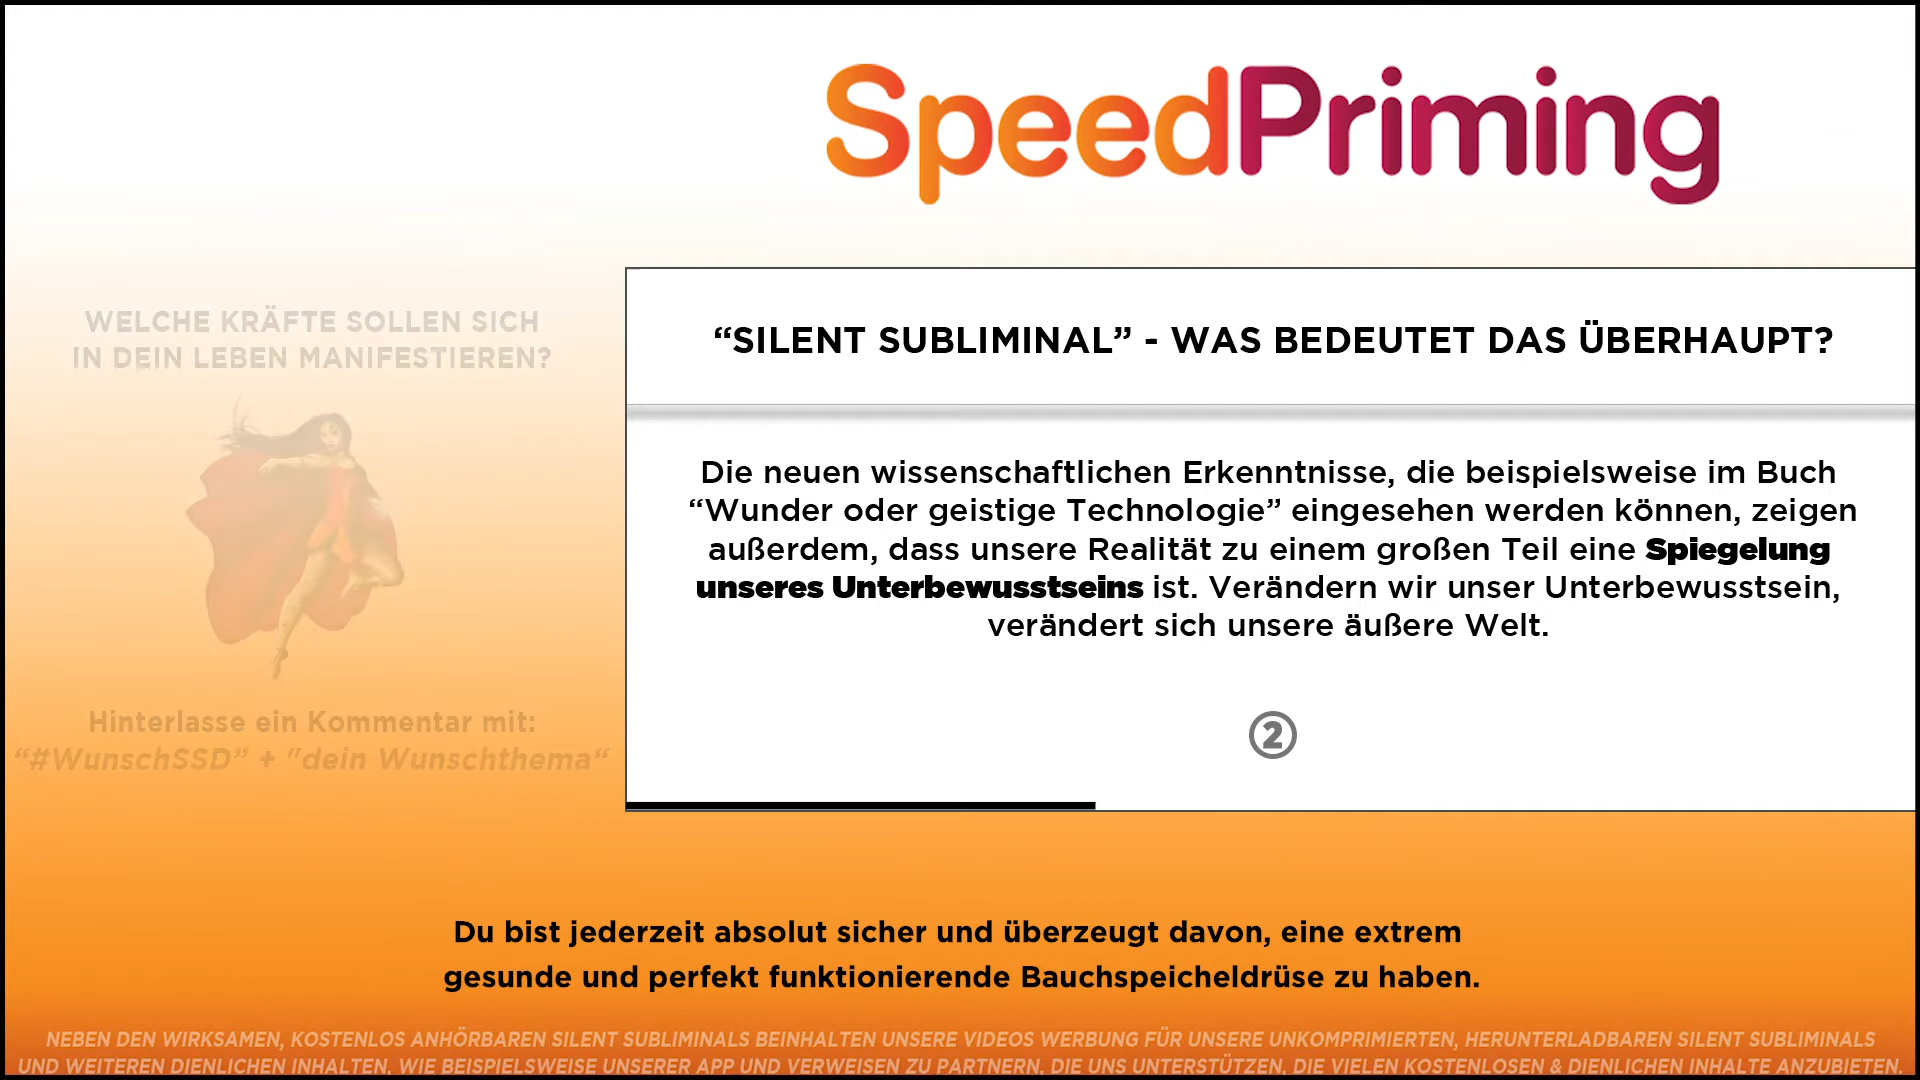 SpeedPriming
WELCHE KRÄFTE SOLLEN SICH
IN DEIN LEBEN MANIFESTIEREN?
Hinterlasse ein Kommentar mit:
“#WunschSSD” + "dein Wunschthema“
“SILENT SUBLIMINAL” - WAS BEDEUTET DAS ÜBERHAUPT?
Die neuen wissenschaftlichen Erkenntnisse, die beispielsweise im Buch
“Wunder oder geistige Technologie” eingesehen werden können, zeigen
außerdem, dass unsere Realität zu einem großen Teil eine Spiegelung
unseres Unterbewusstseins ist. Verändern wir unser Unterbewusstsein,
verändert sich unsere äußere Welt.
2
Du bist jederzeit absolut sicher und überzeugt davon, eine extrem
gesunde und perfekt funktionierende Bauchspeicheldrüse zu haben.
NEBEN DEN WIRKSAMEN, KOSTENLOS ANHÖRBAREN SILENT SUBLIMINALS BEINHALTEN UNSERE VIDEOS WERBUNG FÜR UNSERE UNKOMPRIMIERTEN, HERUNTERLADBAREN SILENT SUBLIMINALS
UND WEITEREN DIENLICHEN INHALTEN, WIE BEISPIELSWEISE UNSERER APP UND VERWEISEN ZU PARTNERN, DIE UNS UNTERSTÜTZEN, DIE VIELEN KOSTENLOSEN & DIENLICHEN INHALTE ANZUBIETEN.